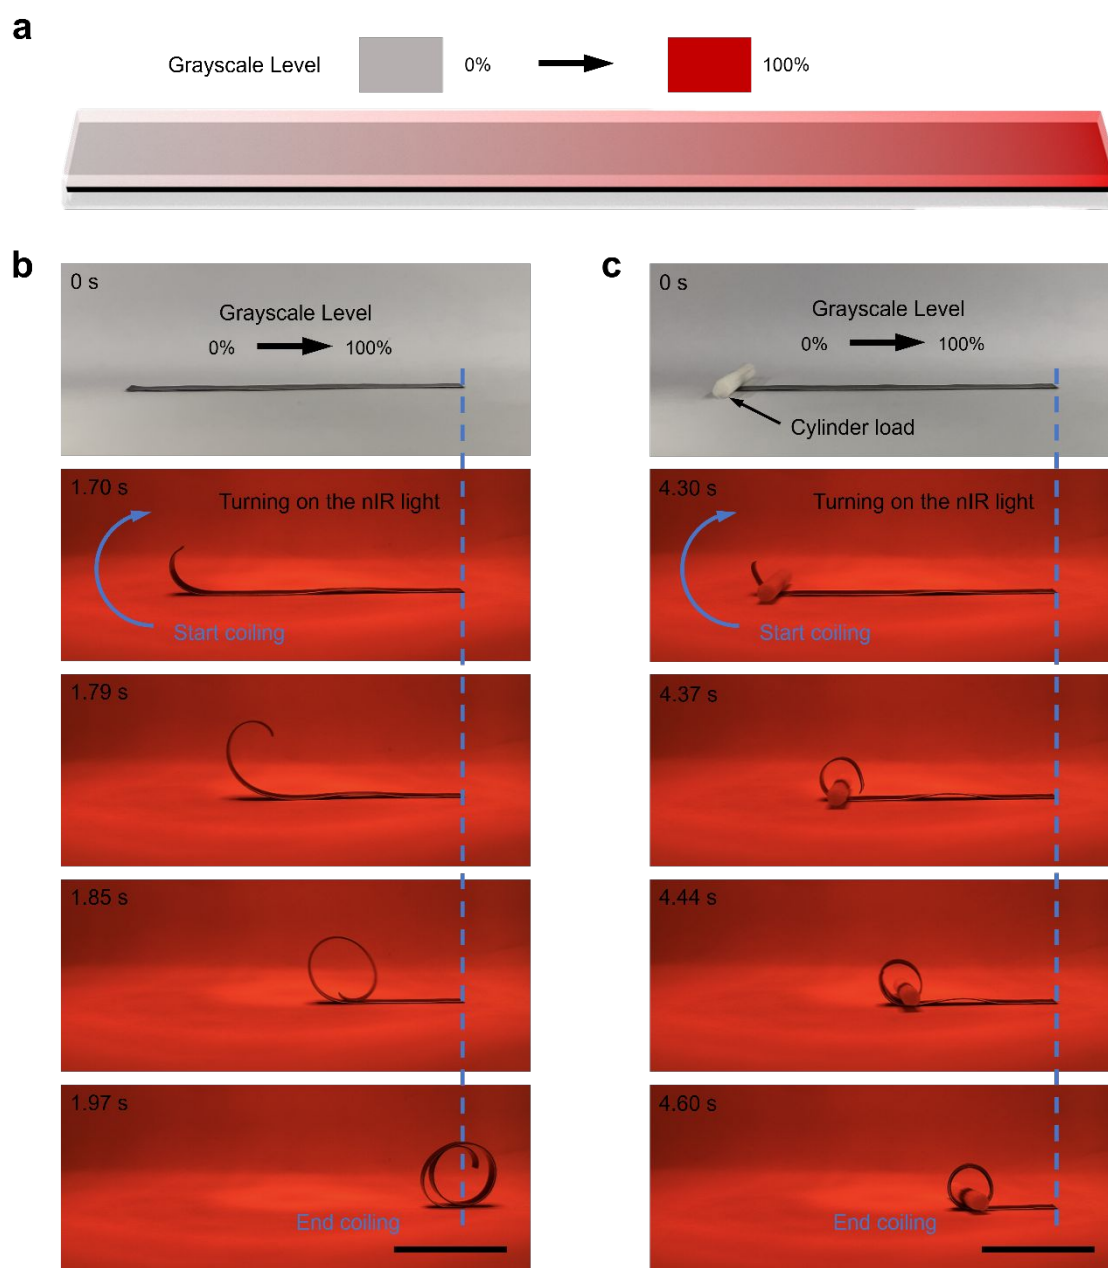 a
Grayscale Level 0% 100%
b
0 s
Grayscale Level
0% 100%
1.70 s
Turning on the nIR light
Start coiling
1.79 s
1.85 s
1.97 s
End coiling
c
0 s
Grayscale Level
0% 100%
Cylinder load
4.30 s
Turning on the nIR light
Start coiling
4.37 s
4.44 s
4.60 s
End coiling